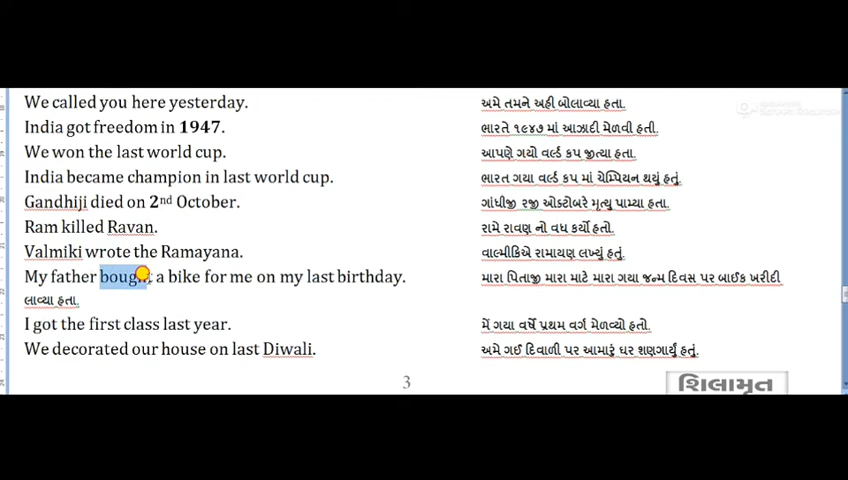 We called you here yesterday. અમે તમને અહી બોલાવ્યા હતા.
India got freedom in 1947. ભારતે ૧૯૪૭ માં આઝાદી મેળવી હતી.
We won the last world cup. આપણે ગયો વર્લ્ડ કપ જીત્યા હતા.
India became champion in last world cup. ભારત ગયા વર્લ્ડ કપ માં ચેમ્પિયન થયું હતું.
Gandhiji died on 2nd October. ગાંધીજી રજી ઓક્ટોબરે મૃત્યુ પામ્યા હતા.
Ram killed Ravan. રામે રાવણ નો વધ કર્યો હતો.
Valmiki wrote the Ramayana. વાલ્મીકિએ રામાયણ લખ્યું હતું.
My father bought a bike for me on my last birthday. મારા પિતાજી મારા માટે મારા ગયા જન્મ દિવસ પર બાઈક ખરીદી
લાવ્યા હતા.
I got the first class last year. મેં ગયા વર્ષે પ્રથમ વર્ગ મેળવ્યો હતો.
We decorated our house on last Diwali. અમે ગઈ દિવાળી પર આમારું ઘર શણગાર્યું હતું.
3
શિલામૃત